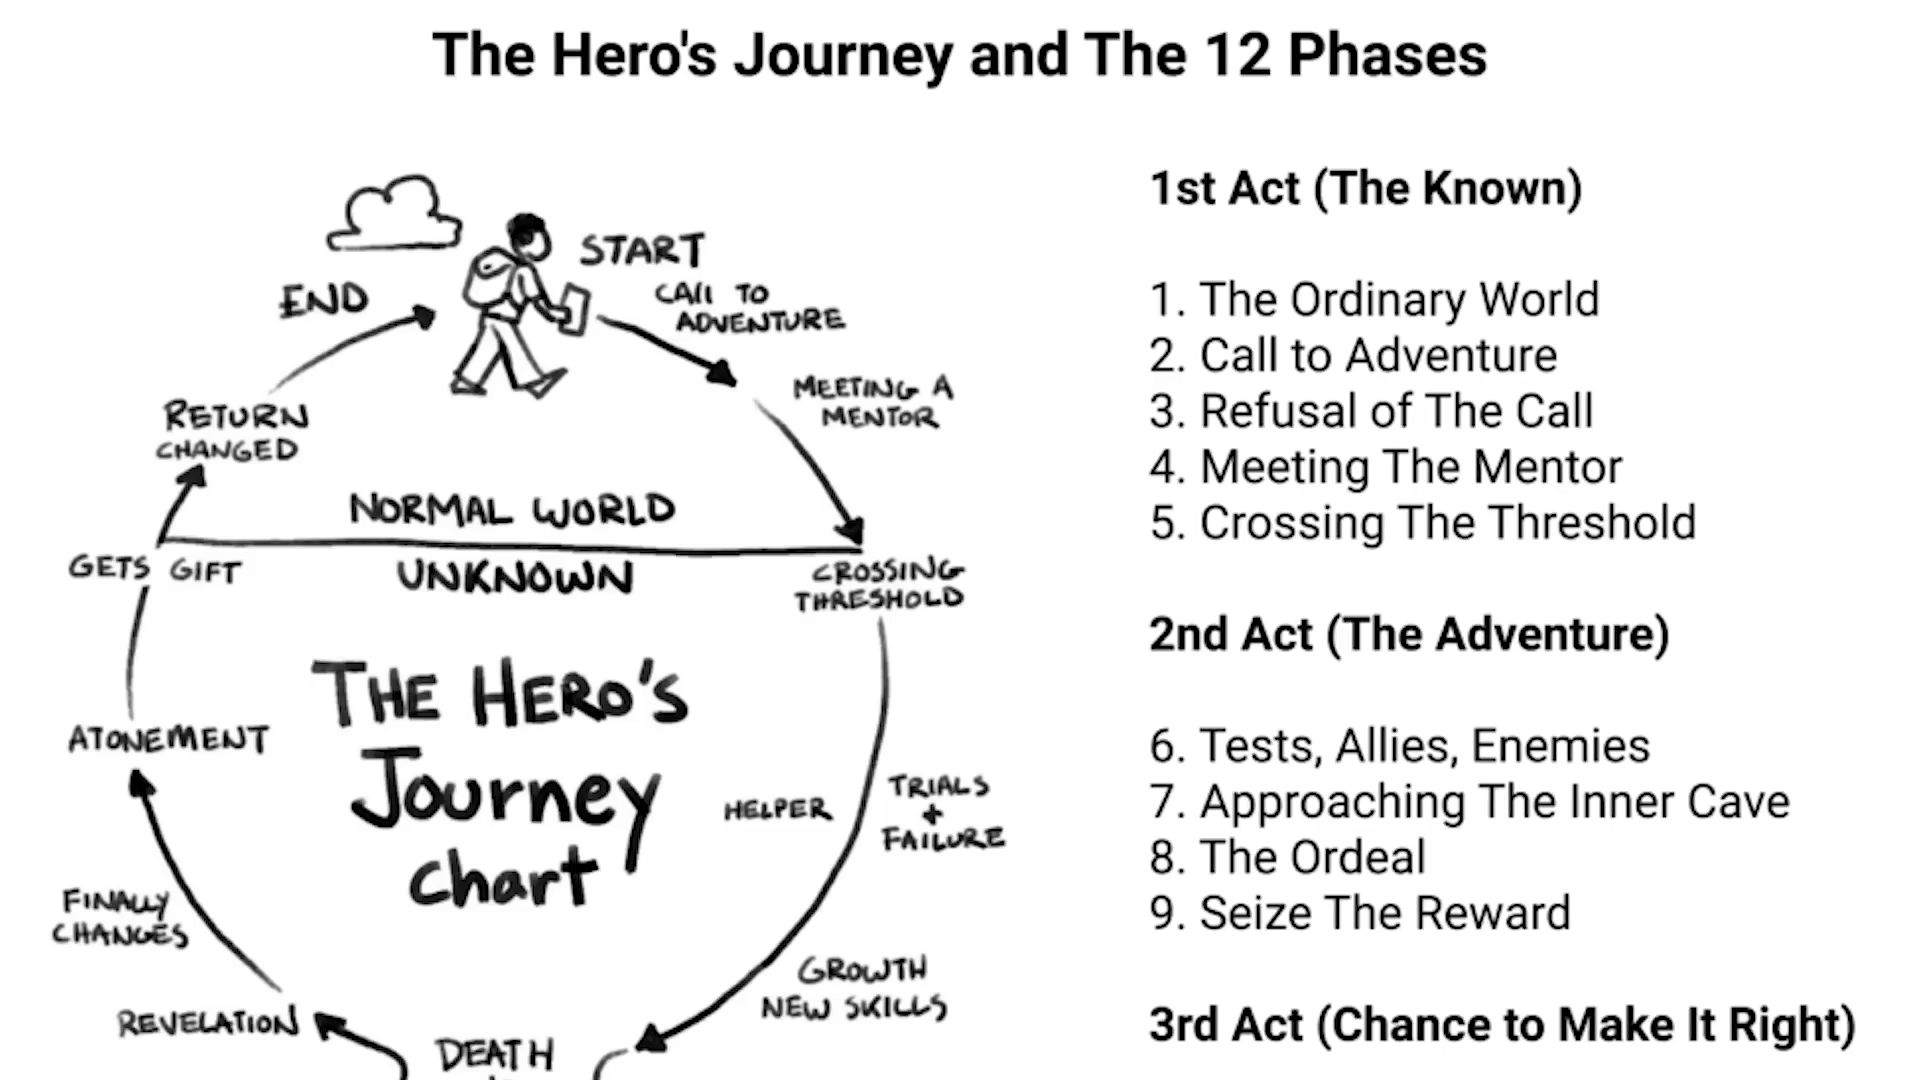 The Hero's Journey and The 12 Phases
START
CALL TO
ADVENTURE
MEETING A
MENTOR
CROSSING
THRESHOLD
TRIALS
+
FAILURE
HELPER
GROWTH
NEW SKILLS
DEATH
REVELATION
FINALLY
CHANGES
ATONEMENT
GETS GIFT
RETURN
CHANGED
END
NORMAL WORLD
UNKNOWN
THE HERO'S
JOURNEY
chart
1st Act (The Known)
1. The Ordinary World
2. Call to Adventure
3. Refusal of The Call
4. Meeting The Mentor
5. Crossing The Threshold
2nd Act (The Adventure)
6. Tests, Allies, Enemies
7. Approaching The Inner Cave
8. The Ordeal
9. Seize The Reward
3rd Act (Chance to Make It Right)